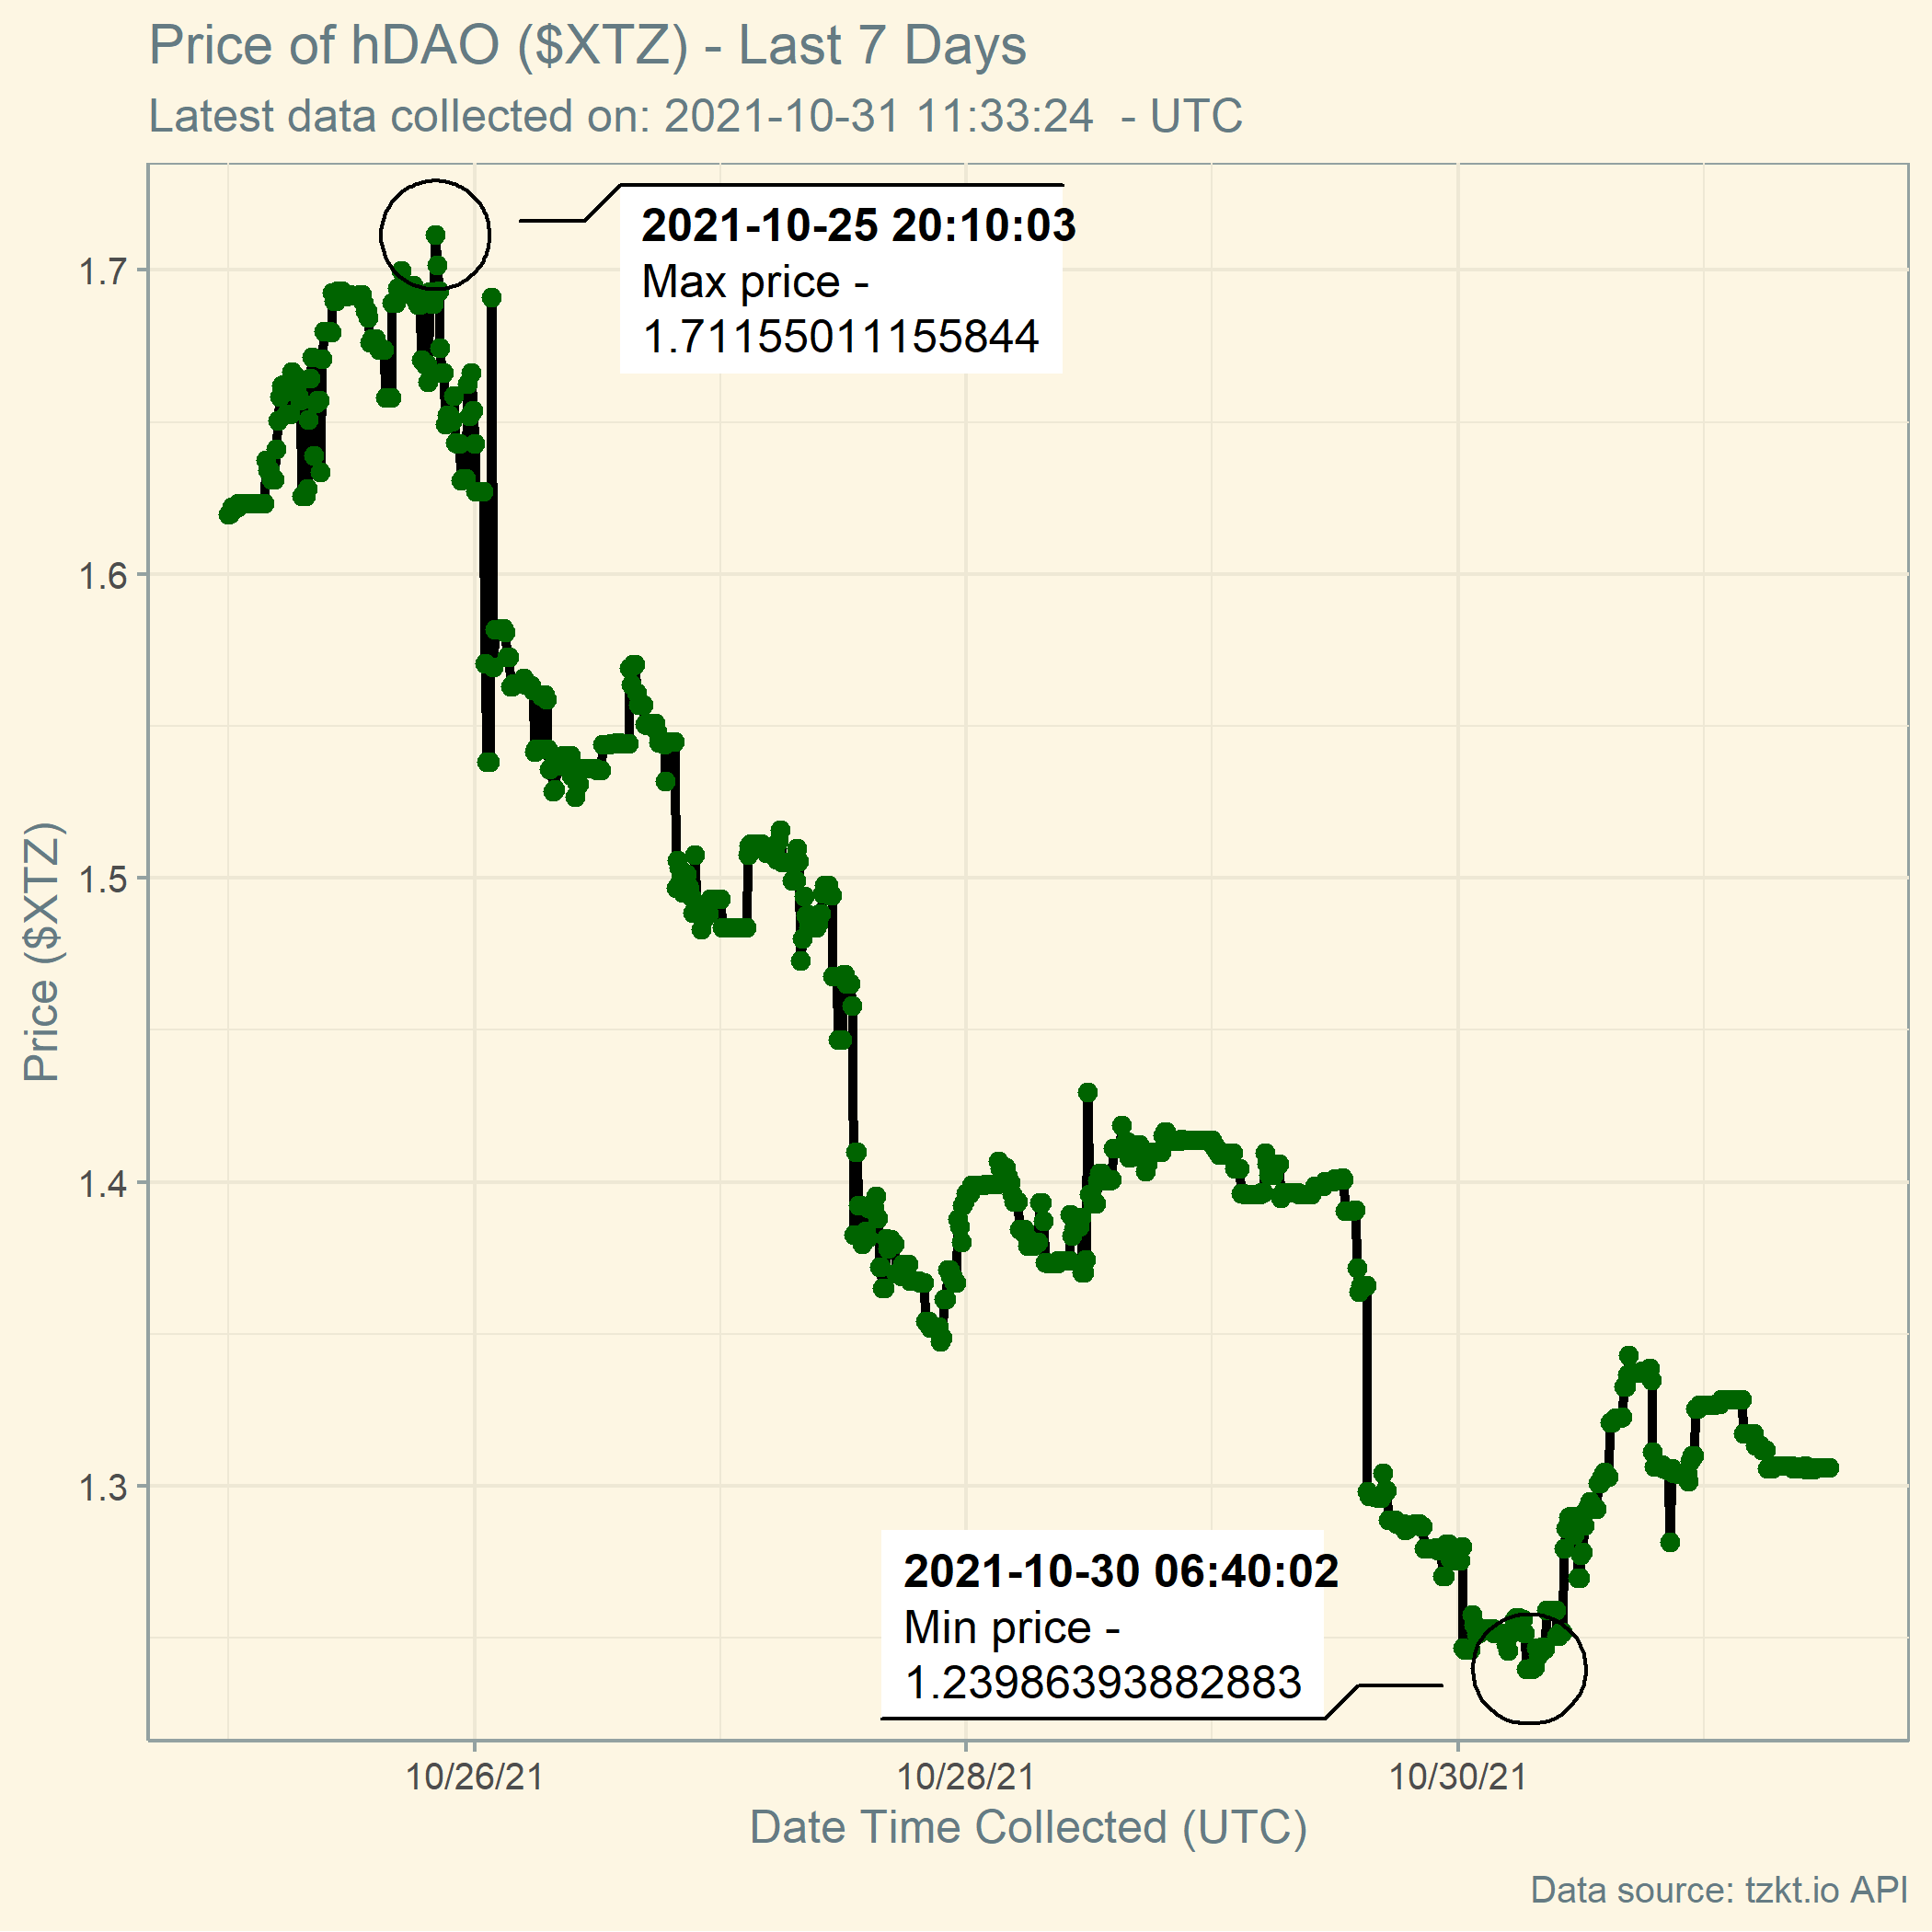 Price of hDAO ($XTZ) - Last 7 Days
Latest data collected on: 2021-10-31 11:33:24  - UTC
2021-10-25 20:10:03
Max price -
1.71155011155844
1.7
1.6
1.5
1.4
1.3
Price ($XTZ)
2021-10-30 06:40:02
Min price -
1.23986393882883
10/26/21
10/28/21
10/30/21
Date Time Collected (UTC)
Data source: tzkt.io API